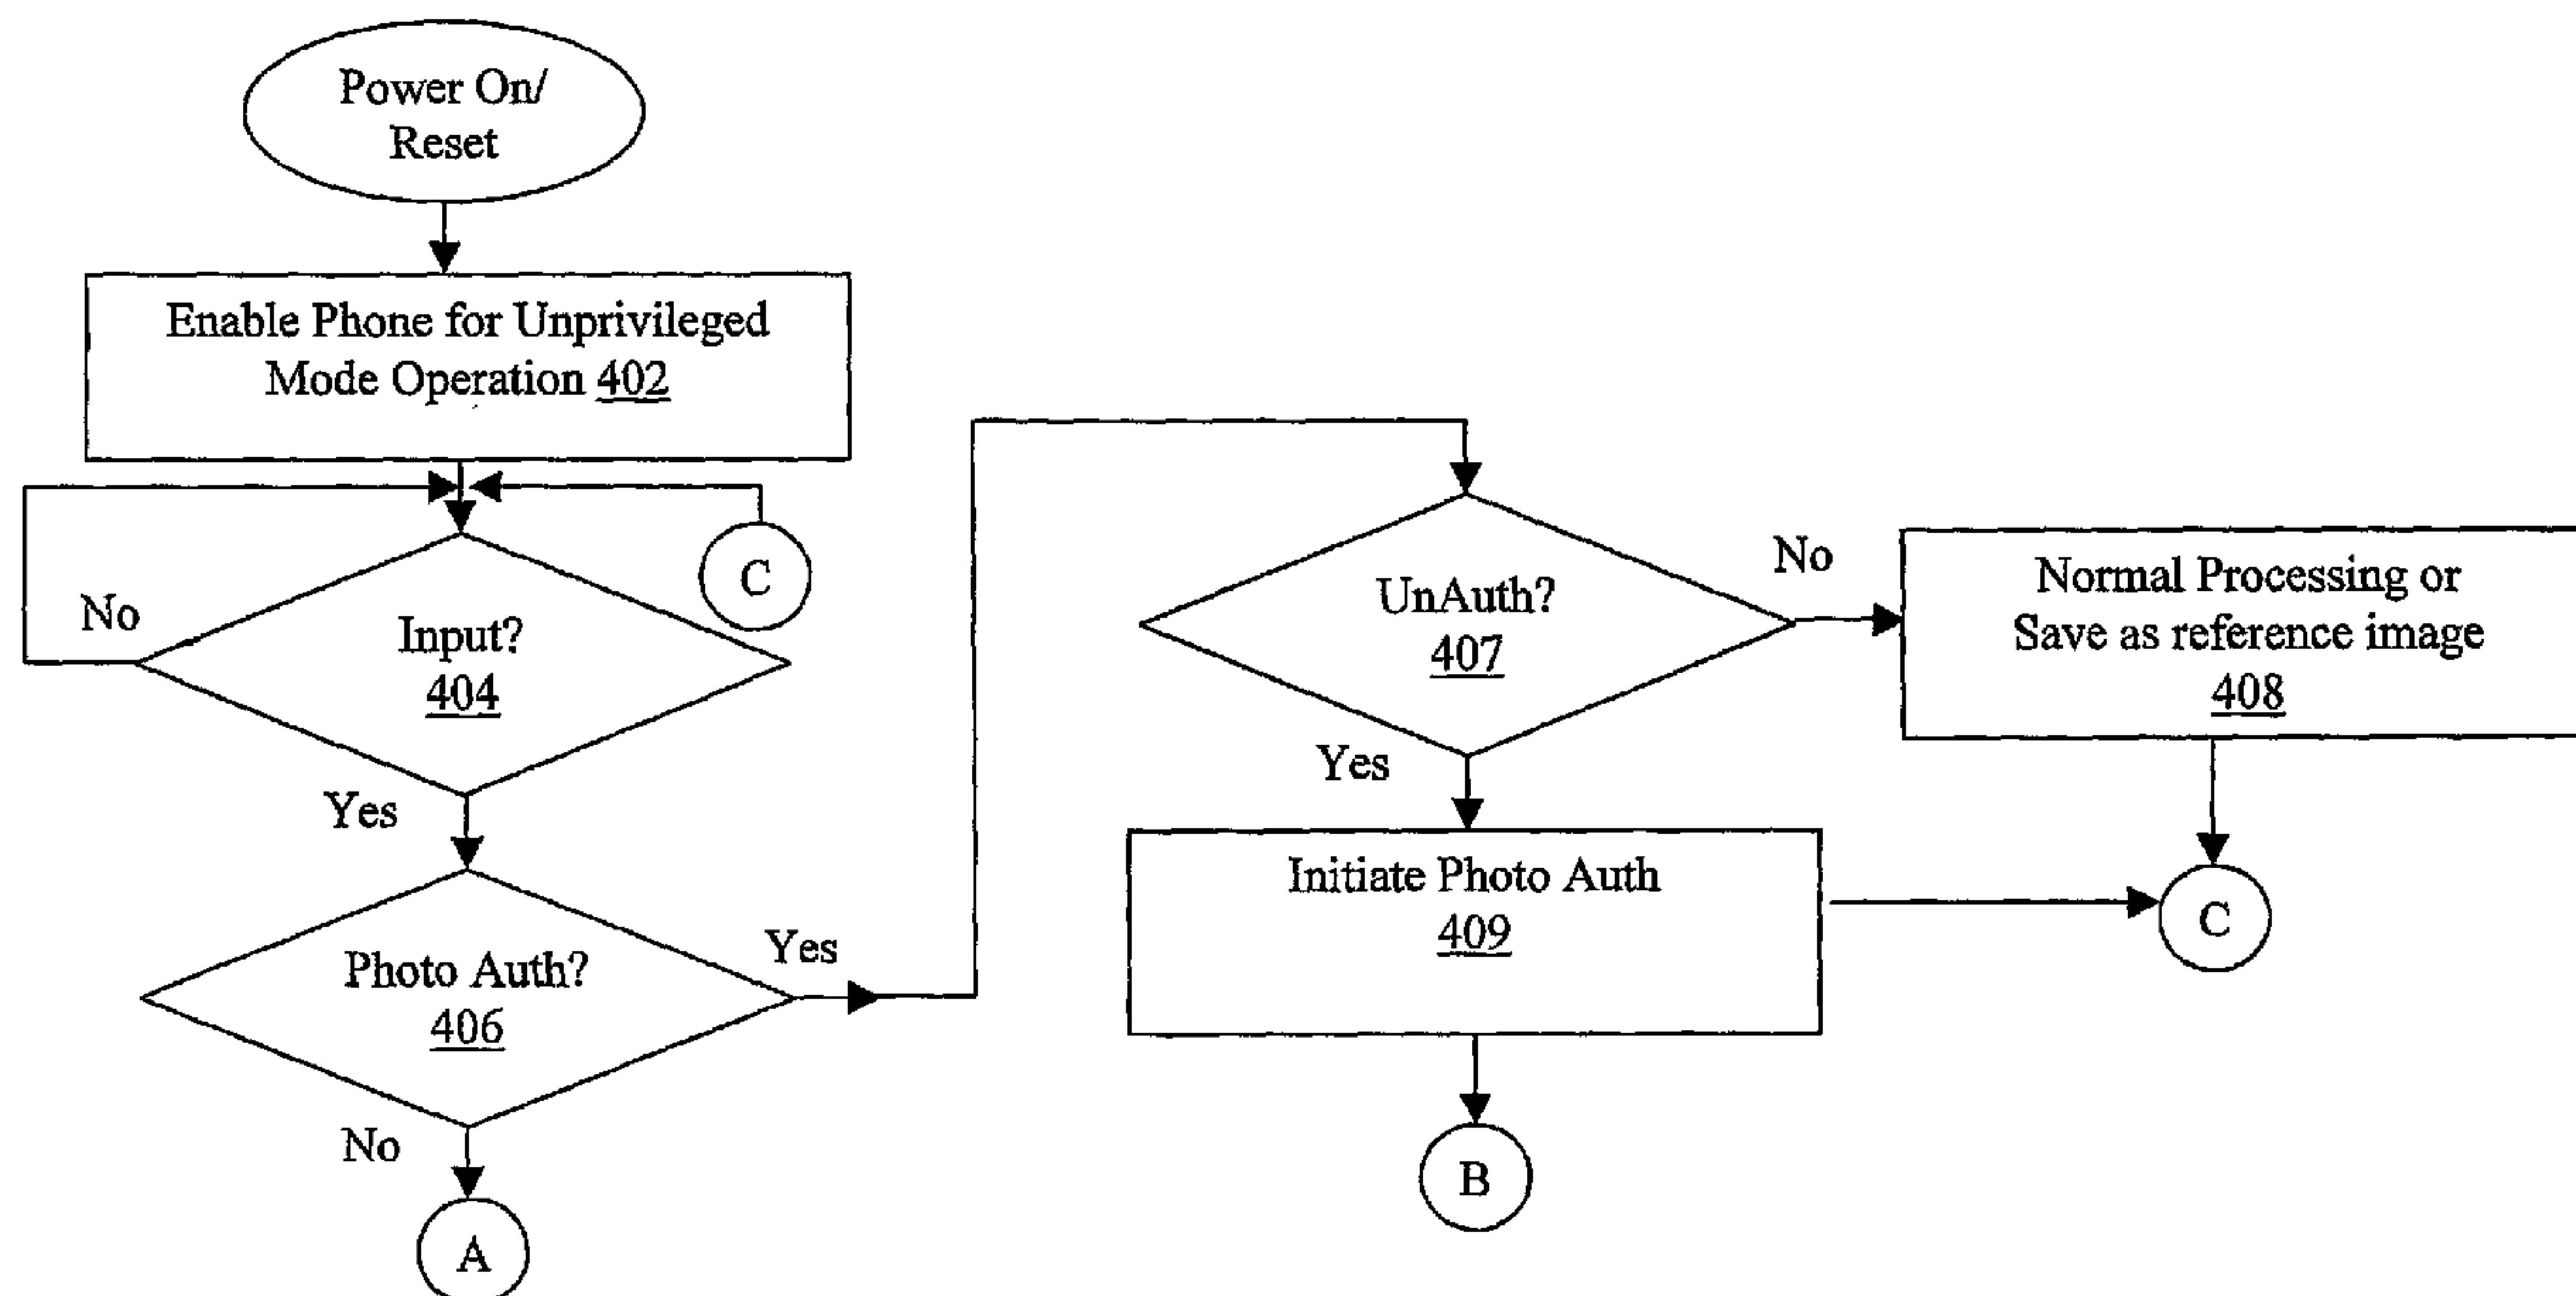 Power On/
Reset
Enable Phone for Unprivileged
Mode Operation 402
C
No
Input?
404
Yes
Photo Auth?
406
Yes
No
A
UnAuth?
407
No
Normal Processing or
Save as reference image
408
Yes
Initiate Photo Auth
409
C
B